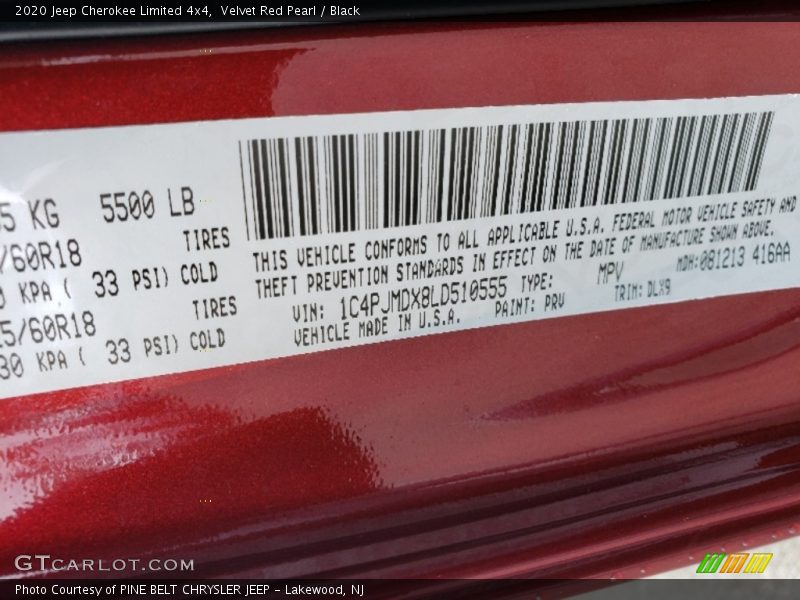 2020 Jeep Cherokee Limited 4x4, Velvet Red Pearl / Black
5 KG 5500 LB
/60R18 TIRES
KPA ( 33 PSI) COLD
5/60R18 TIRES
30 KPA ( 33 PSI) COLD
THIS VEHICLE CONFORMS TO ALL APPLICABLE U.S.A. FEDERAL MOTOR VEHICLE SAFETY AND
THEFT PREVENTION STANDARDS IN EFFECT ON THE DATE OF MANUFACTURE SHOWN ABOVE.
VIN: 1C4PJMDX8LD510555 TYPE: MPV MDH:081213 416AA
VEHICLE MADE IN U.S.A. PAINT: PRV TRIM: DLX9
GTCARLOT.COM
Photo Courtesy of PINE BELT CHRYSLER JEEP - Lakewood, NJ